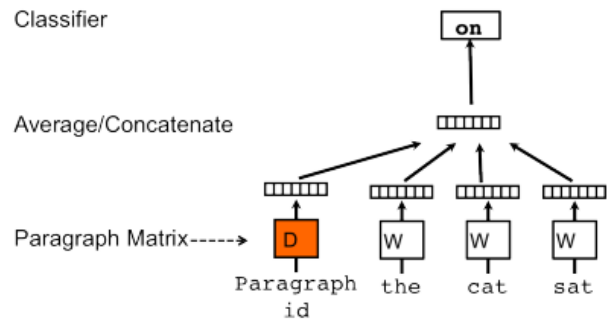 Classifier
on
Average/Concatenate
Paragraph Matrix----->
D
W
W
W
Paragraph
id
the
cat
sat